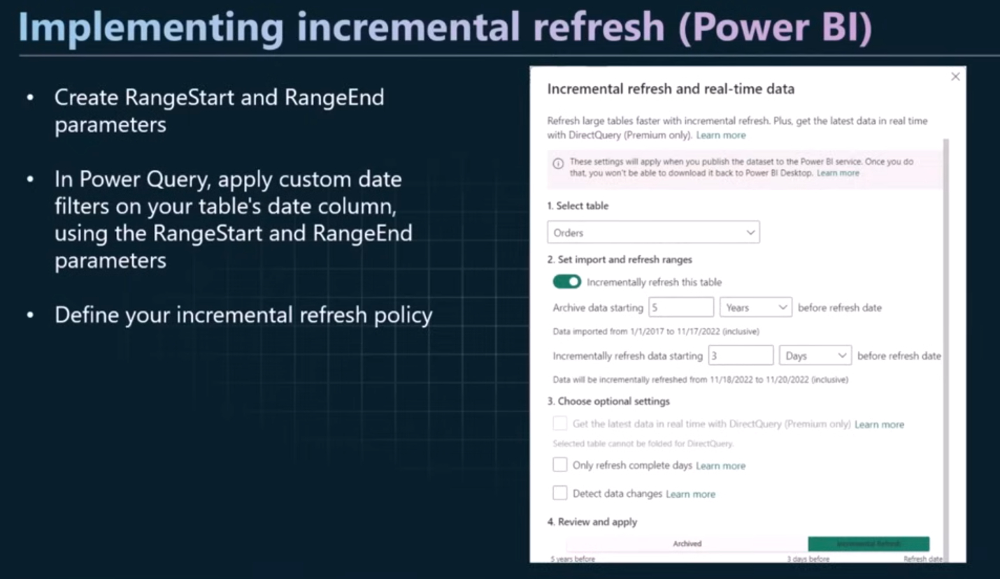 Implementing incremental refresh (Power BI)
• Create RangeStart and RangeEnd
parameters
• In Power Query, apply custom date
filters on your table's date column,
using the RangeStart and RangeEnd
parameters
• Define your incremental refresh policy
Incremental refresh and real-time data
Refresh large tables faster with incremental refresh. Plus, get the latest data in real time
with DirectQuery (Premium only). Learn more
These settings will apply when you publish the dataset to the Power BI service. Once you do
that, you won't be able to download it back to Power BI Desktop. Learn more
1. Select table
Orders
2. Set import and refresh ranges
Incrementally refresh this table
Archive data starting 5 Years before refresh date
Data imported from 1/1/2017 to 11/17/2022 (inclusive)
Incrementally refresh data starting 3 Days before refresh date
Data will be incrementally refreshed from 11/18/2022 to 11/20/2022 (inclusive)
3. Choose optional settings
Get the latest data in real time with DirectQuery (Premium only) Learn more
Selected table cannot be folded for DirectQuery.
Only refresh complete days Learn more
Detect data changes Learn more
4. Review and apply
Archived Incremental Refresh
5 years before 3 days before Refresh date